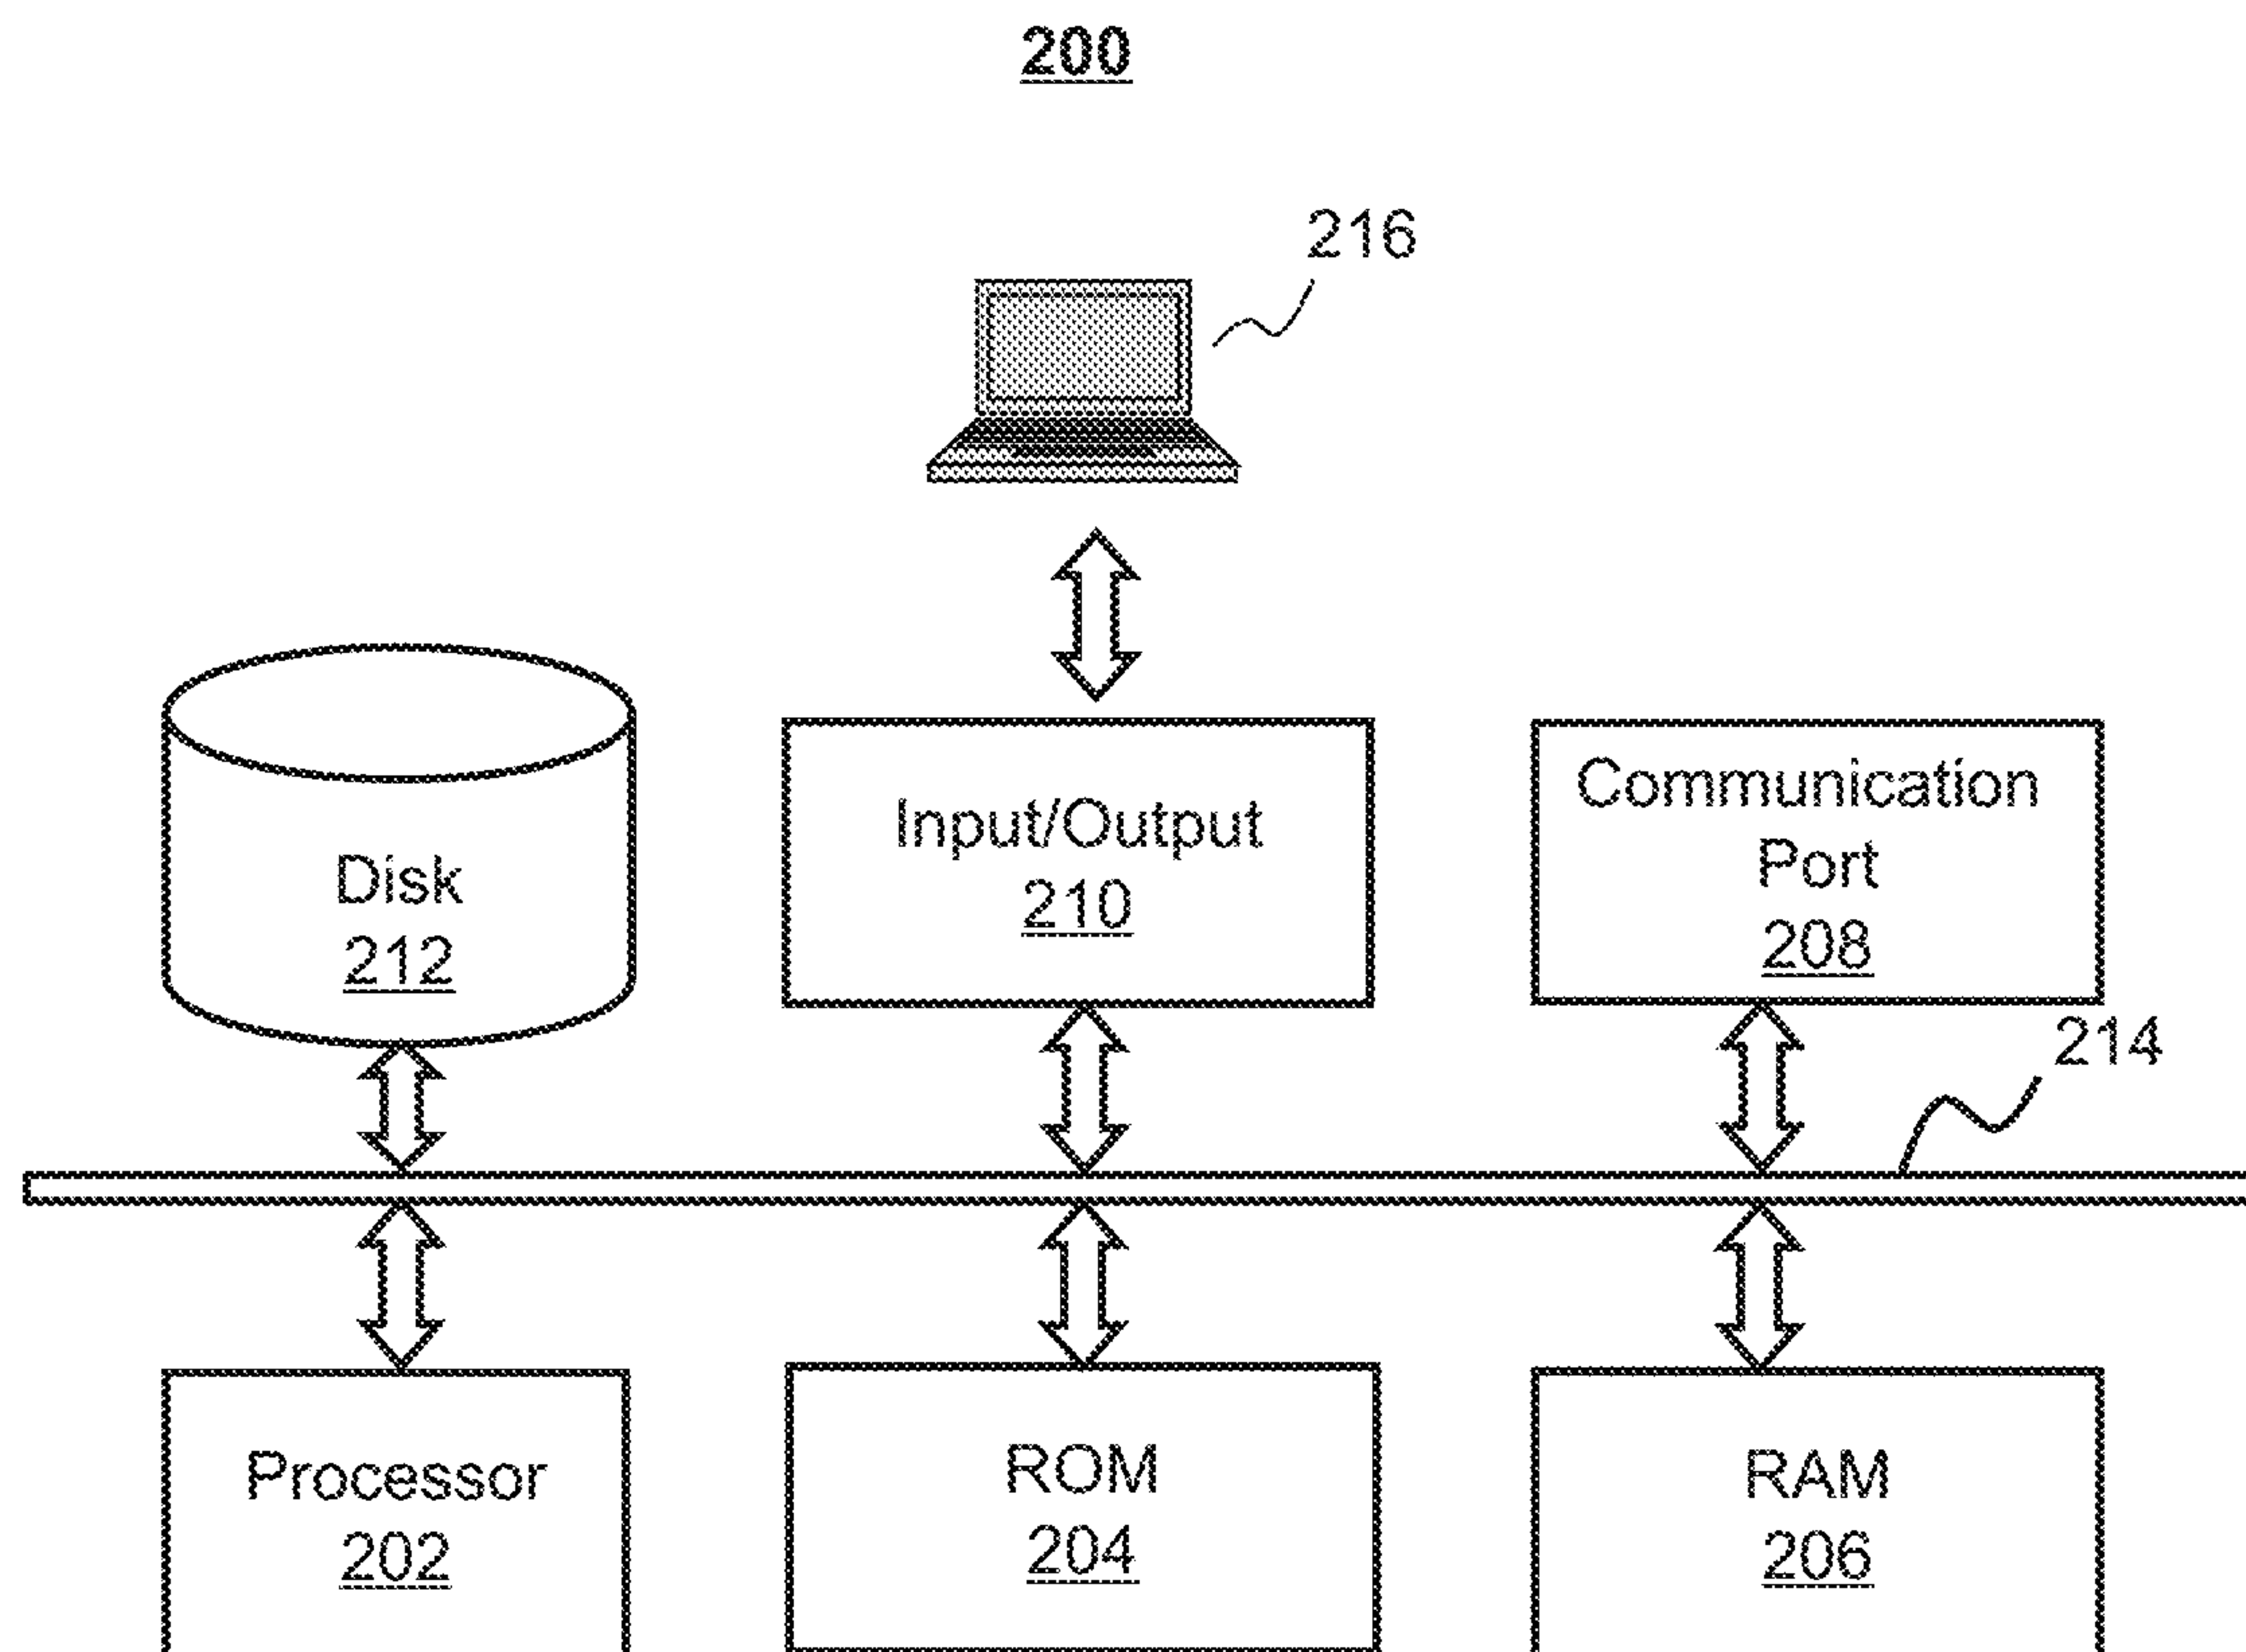 200
216
Disk
212
Input/Output
210
Communication
Port
208
214
Processor
202
ROM
204
RAM
206